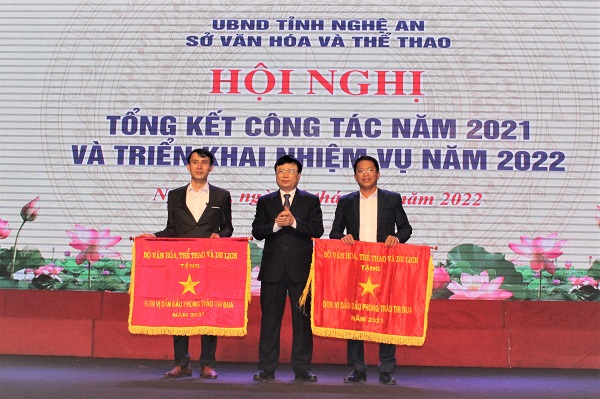 UBND TỈNH NGHỆ AN
SỞ VĂN HÓA VÀ THỂ THAO
HỘI NGHỊ
TỔNG KẾT CÔNG TÁC NĂM 2021
VÀ TRIỂN KHAI NHIỆM VỤ NĂM 2022
năm 2022
BỘ VĂN HÓA, THỂ THAO VÀ DU LỊCH
TẶNG
ĐƠN VỊ DẪN ĐẦU PHONG TRÀO THI ĐUA
NĂM 2021
BỘ VĂN HÓA, THỂ THAO VÀ DU LỊCH
TẶNG
ĐƠN VỊ DẪN ĐẦU PHONG TRÀO THI ĐUA
NĂM 2021